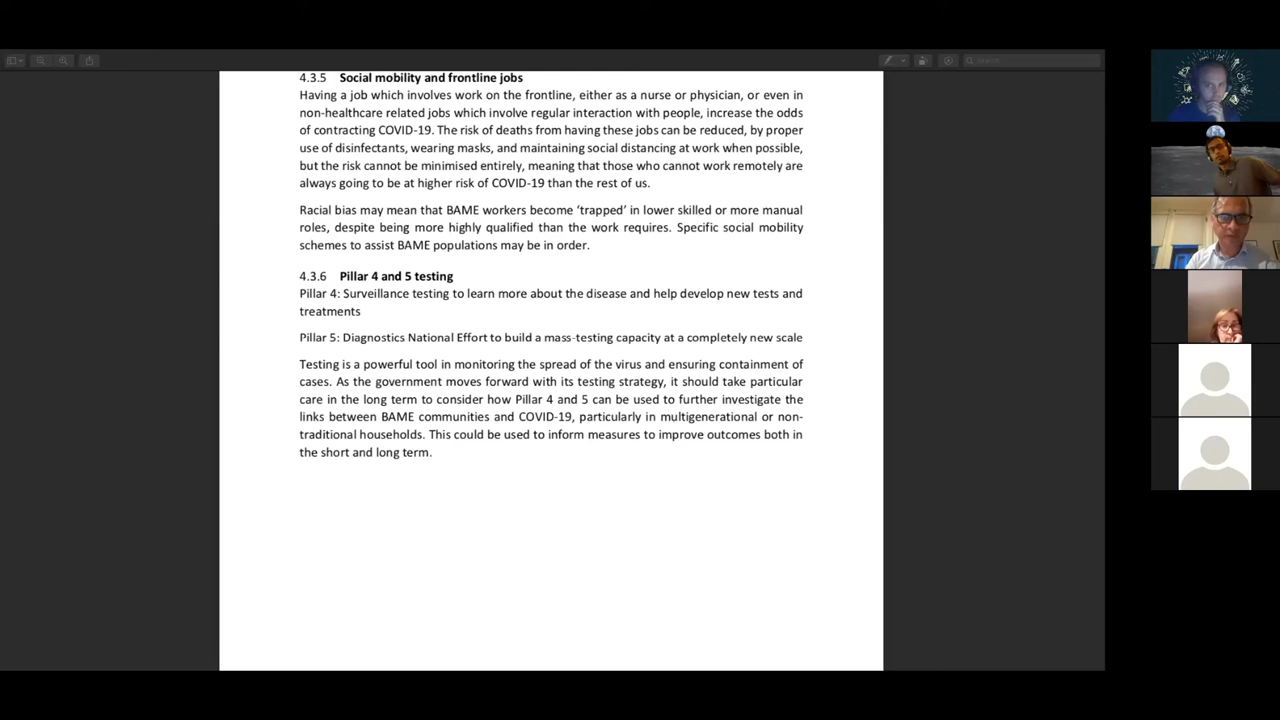 Search
4.3.5 Social mobility and frontline jobs
Having a job which involves work on the frontline, either as a nurse or physician, or even in
non-healthcare related jobs which involve regular interaction with people, increase the odds
of contracting COVID-19. The risk of deaths from having these jobs can be reduced, by proper
use of disinfectants, wearing masks, and maintaining social distancing at work when possible,
but the risk cannot be minimised entirely, meaning that those who cannot work remotely are
always going to be at higher risk of COVID-19 than the rest of us.
Racial bias may mean that BAME workers become ‘trapped’ in lower skilled or more manual
roles, despite being more highly qualified than the work requires. Specific social mobility
schemes to assist BAME populations may be in order.
4.3.6 Pillar 4 and 5 testing
Pillar 4: Surveillance testing to learn more about the disease and help develop new tests and
treatments
Pillar 5: Diagnostics National Effort to build a mass-testing capacity at a completely new scale
Testing is a powerful tool in monitoring the spread of the virus and ensuring containment of
cases. As the government moves forward with its testing strategy, it should take particular
care in the long term to consider how Pillar 4 and 5 can be used to further investigate the
links between BAME communities and COVID-19, particularly in multigenerational or non-
traditional households. This could be used to inform measures to improve outcomes both in
the short and long term.